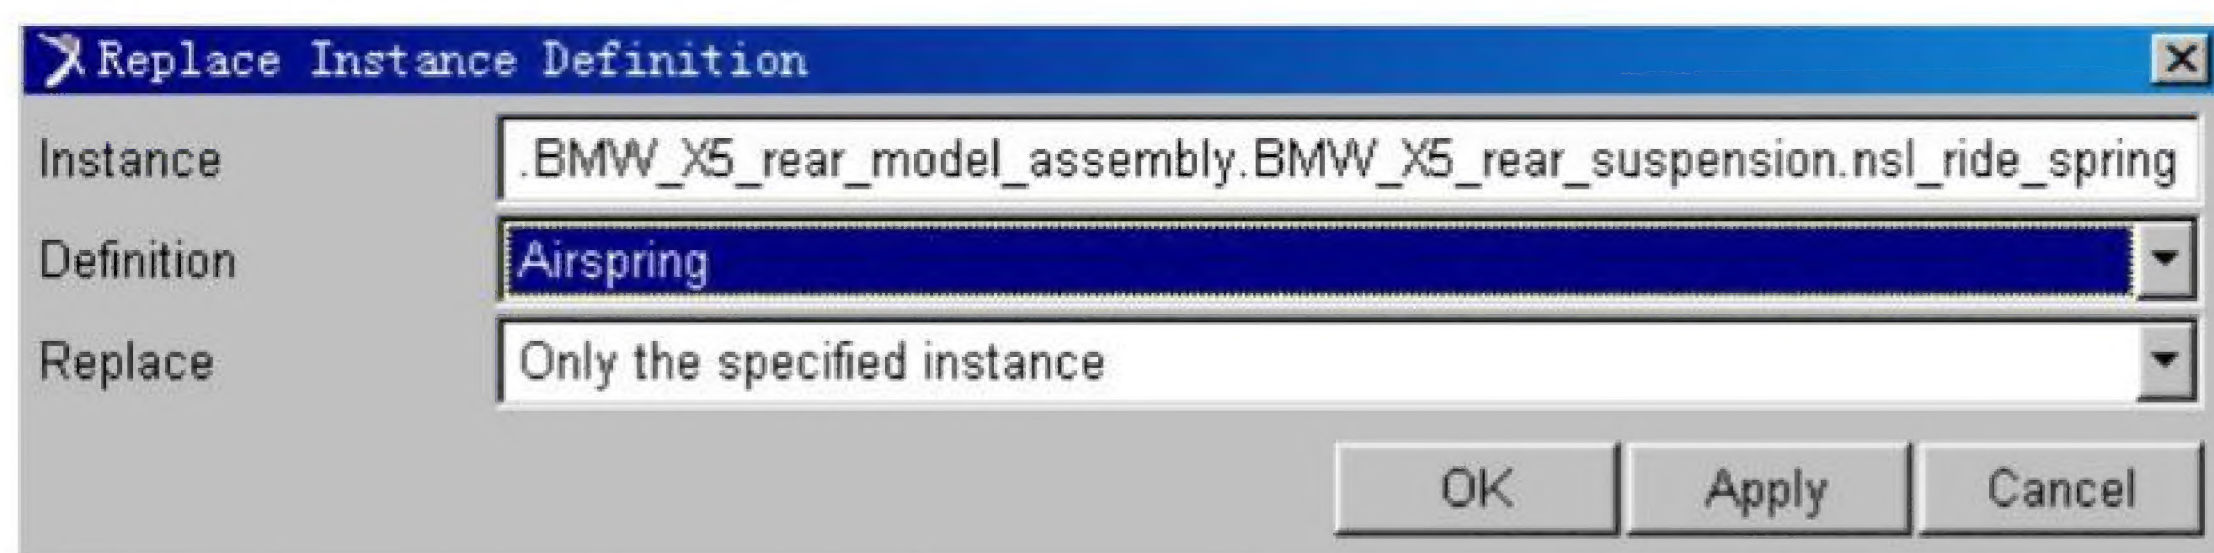 Replace Instance Definition
Instance .BMW_X5_rear_model_assembly.BMW_X5_rear_suspension.nsl_ride_spring
Definition Airspring
Replace Only the specified instance
OK Apply Cancel